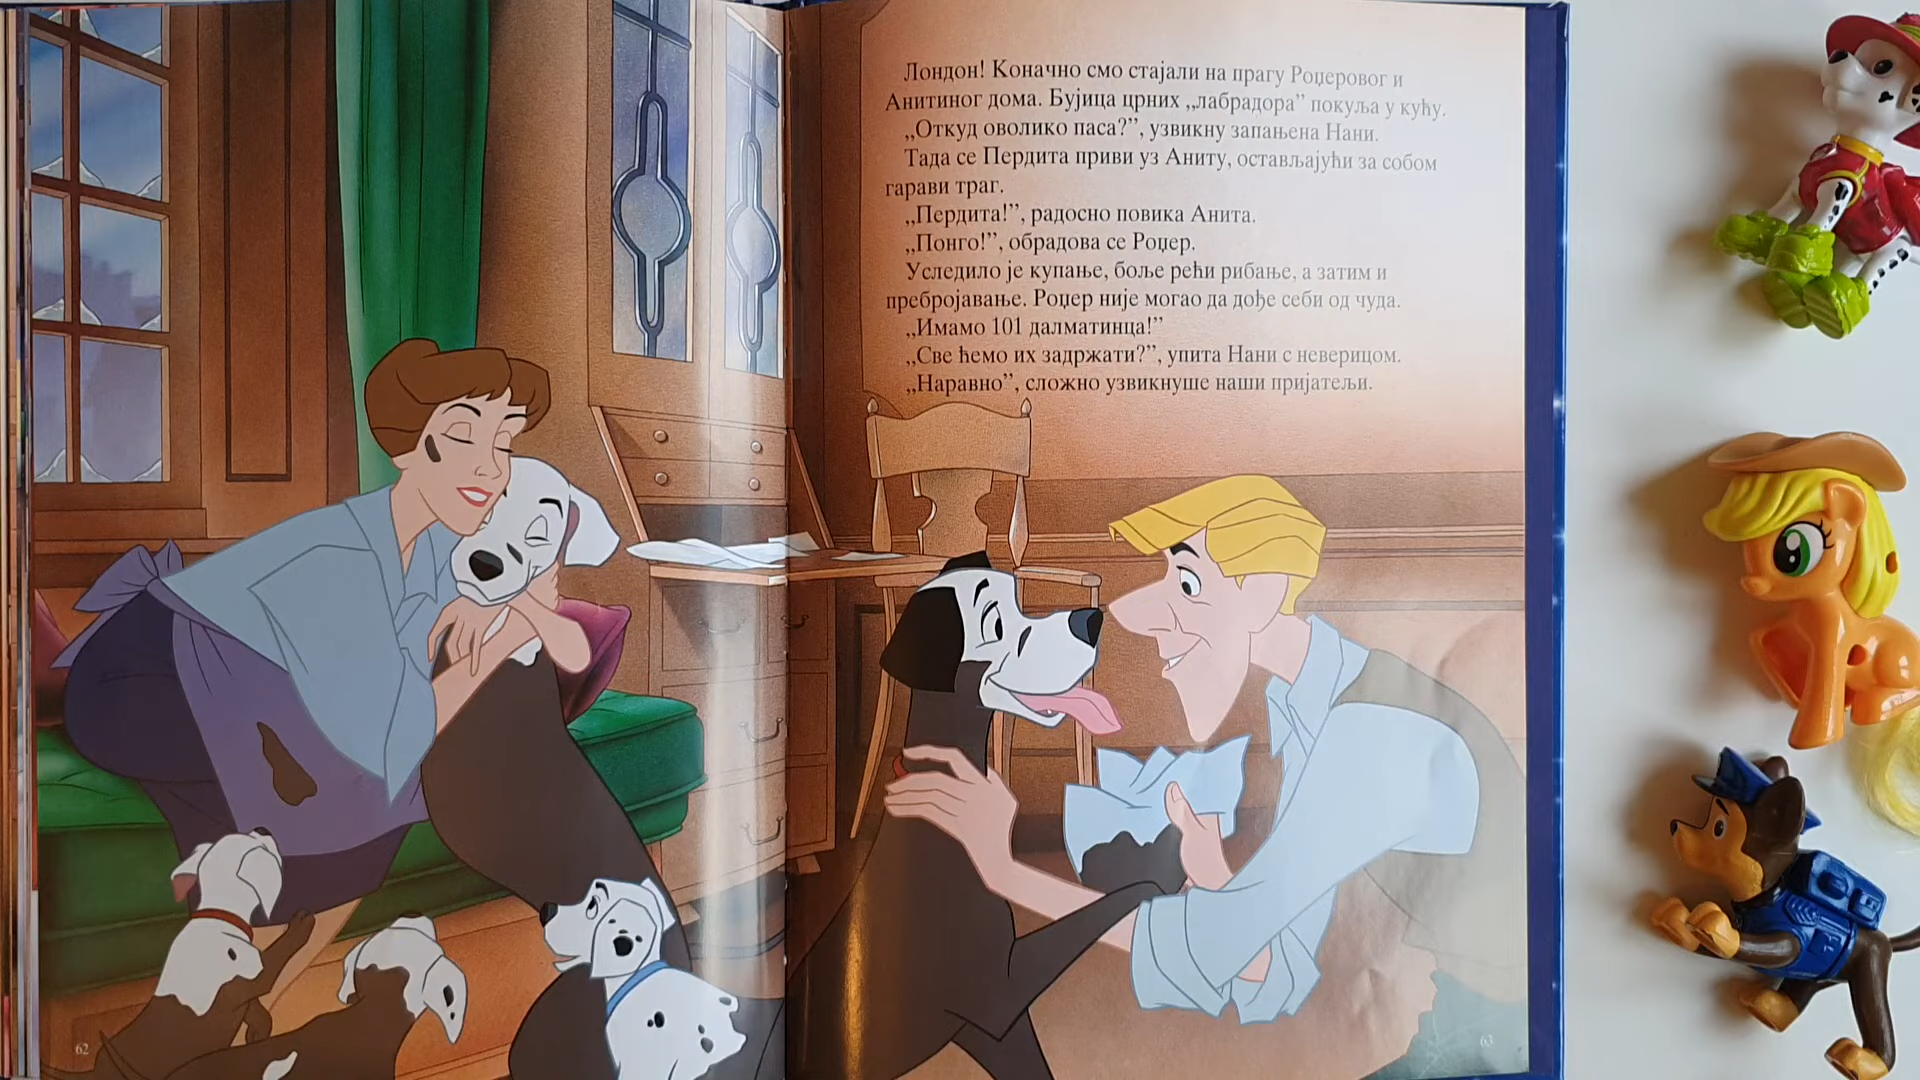 Лондон! Коначно смо стајали на прагу Роџеровог и
Анитиног дома. Бујица црних „лабрадора” покуља у кућу.
„Откуд оволико паса?”, узвикну запањена Нани.
Тада се Пердита приви уз Аниту, остављајући за собом
гарави траг.
„Пердита!”, радосно повика Анита.
„Понго!”, обрадова се Роџер.
Уследило је купање, боље рећи рибање, а затим и
пребројавање. Роџер није могао да дође себи од чуда.
„Имамо 101 далматинца!”
„Све ћемо их задржати?”, упита Нани с неверицом.
„Наравно”, сложно узвикнуше наши пријатељи.
62
63